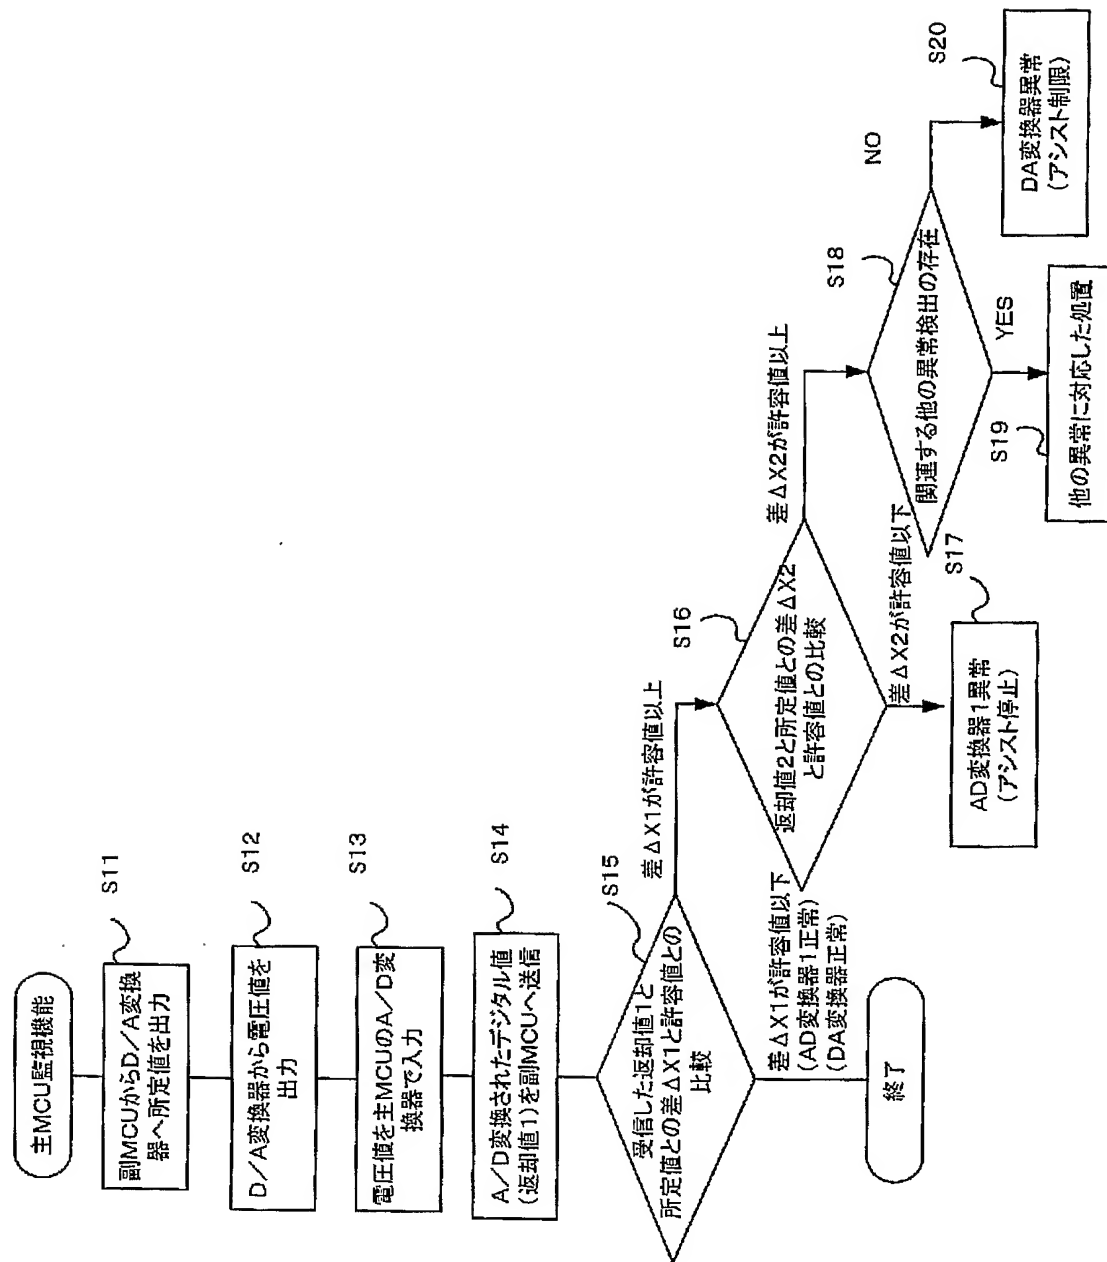 主MCU監視機能
副MCUからD/A変換
器へ所定値を出力
S11
D/A変換器から電圧値を
出力
S12
電圧値を主MCUのA/D変
換器で入力
S13
A/D変換されたデジタル値
(返却値1)を副MCUへ送信
S14
受信した返却値1と
所定値との差ΔX1と許容値との
比較
S15
差ΔX1が許容値以上
差ΔX1が許容値以下
(AD変換器1正常)
(DA変換器正常)
終了
返却値2と所定値との差ΔX2
と許容値との比較
S16
差ΔX2が許容値以上
差ΔX2が許容値以下
AD変換器1異常
(アシスト停止)
S17
関連する他の異常検出の存在
S18
YES
NO
他の異常に対応した処置
S19
DA変換器異常
(アシスト制限)
S20